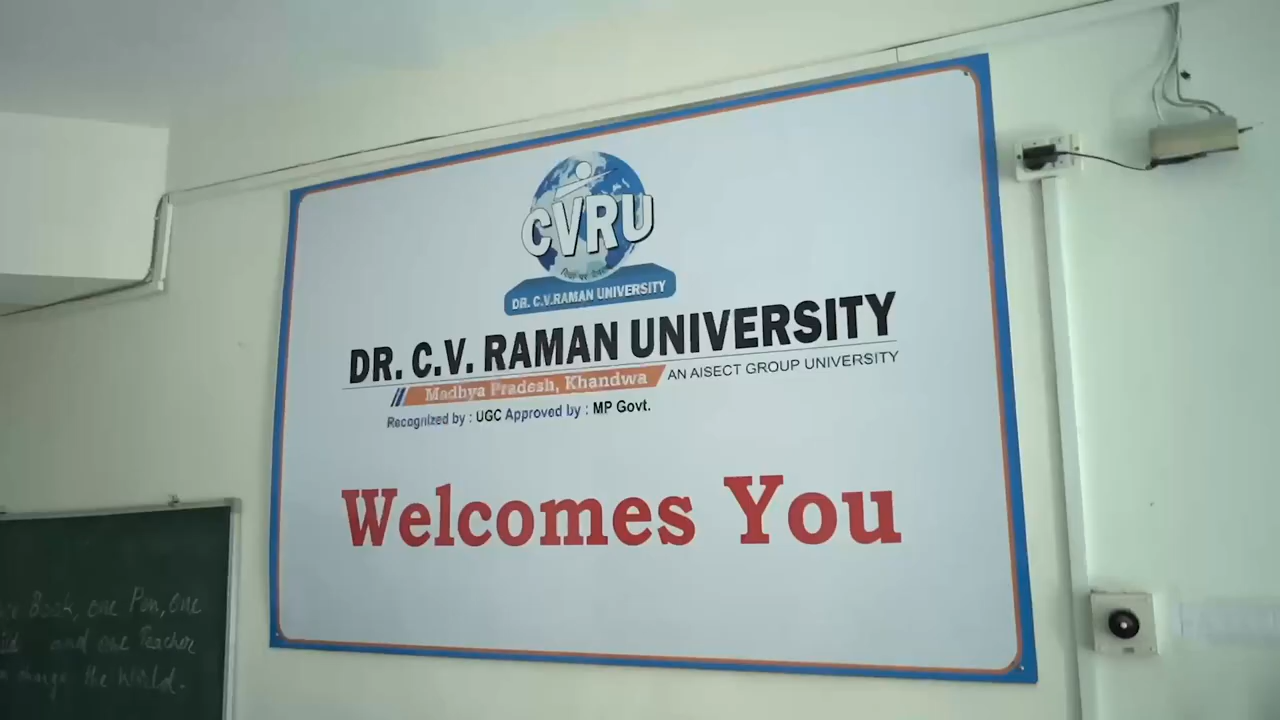 CVRU
DR. C.V.RAMAN UNIVERSITY
DR. C.V. RAMAN UNIVERSITY
Madhya Pradesh, Khandwa
AN AISECT GROUP UNIVERSITY
Recognized by : UGC Approved by : MP Govt.
Welcomes You
Book, one Pen, one
and one Teacher
change the world.